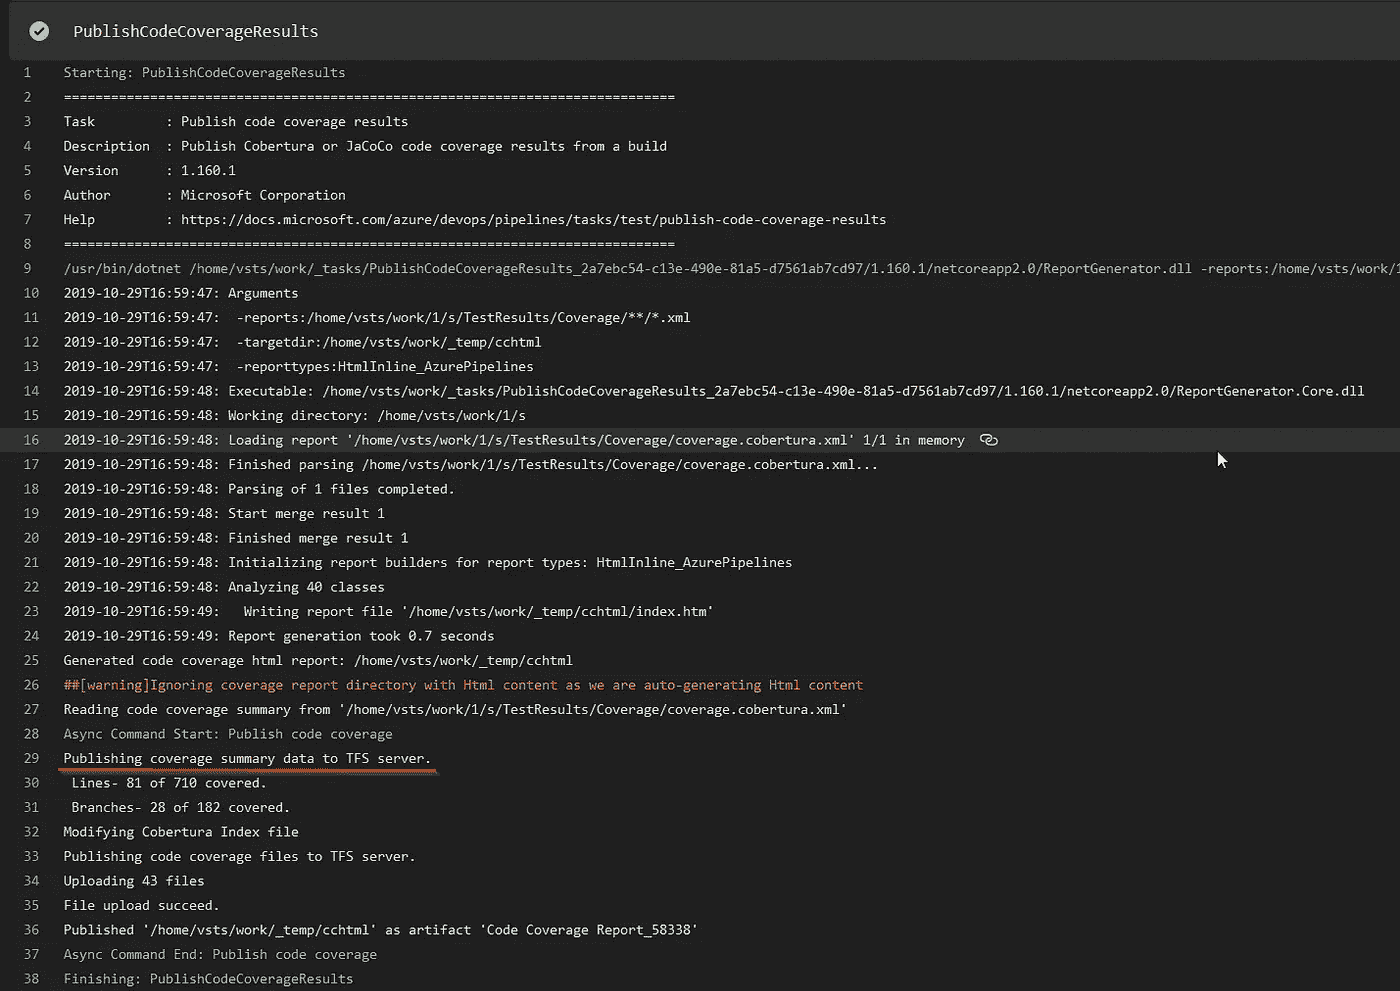 PublishCodeCoverageResults
1 Starting: PublishCodeCoverageResults
2 ==============================================================================
3 Task         : Publish code coverage results
4 Description  : Publish Cobertura or JaCoCo code coverage results from a build
5 Version      : 1.160.1
6 Author       : Microsoft Corporation
7 Help         : https://docs.microsoft.com/azure/devops/pipelines/tasks/test/publish-code-coverage-results
8 ==============================================================================
9 /usr/bin/dotnet /home/vsts/work/_tasks/PublishCodeCoverageResults_2a7ebc54-c13e-490e-81a5-d7561ab7cd97/1.160.1/netcoreapp2.0/ReportGenerator.dll -reports:/home/vsts/work/1
10 2019-10-29T16:59:47: Arguments
11 2019-10-29T16:59:47:  -reports:/home/vsts/work/1/s/TestResults/Coverage/**/*.xml
12 2019-10-29T16:59:47:  -targetdir:/home/vsts/work/_temp/cchtml
13 2019-10-29T16:59:47:  -reporttypes:HtmlInline_AzurePipelines
14 2019-10-29T16:59:48: Executable: /home/vsts/work/_tasks/PublishCodeCoverageResults_2a7ebc54-c13e-490e-81a5-d7561ab7cd97/1.160.1/netcoreapp2.0/ReportGenerator.Core.dll
15 2019-10-29T16:59:48: Working directory: /home/vsts/work/1/s
16 2019-10-29T16:59:48: Loading report '/home/vsts/work/1/s/TestResults/Coverage/coverage.cobertura.xml' 1/1 in memory
17 2019-10-29T16:59:48: Finished parsing /home/vsts/work/1/s/TestResults/Coverage/coverage.cobertura.xml...
18 2019-10-29T16:59:48: Parsing of 1 files completed.
19 2019-10-29T16:59:48: Start merge result 1
20 2019-10-29T16:59:48: Finished merge result 1
21 2019-10-29T16:59:48: Initializing report builders for report types: HtmlInline_AzurePipelines
22 2019-10-29T16:59:48: Analyzing 40 classes
23 2019-10-29T16:59:49:   Writing report file '/home/vsts/work/_temp/cchtml/index.htm'
24 2019-10-29T16:59:49: Report generation took 0.7 seconds
25 Generated code coverage html report: /home/vsts/work/_temp/cchtml
26 ##[warning]Ignoring coverage report directory with Html content as we are auto-generating Html content
27 Reading code coverage summary from '/home/vsts/work/1/s/TestResults/Coverage/coverage.cobertura.xml'
28 Async Command Start: Publish code coverage
29 Publishing coverage summary data to TFS server.
30  Lines- 81 of 710 covered.
31  Branches- 28 of 182 covered.
32 Modifying Cobertura Index file
33 Publishing code coverage files to TFS server.
34 Uploading 43 files
35 File upload succeed.
36 Published '/home/vsts/work/_temp/cchtml' as artifact 'Code Coverage Report_58338'
37 Async Command End: Publish code coverage
38 Finishing: PublishCodeCoverageResults